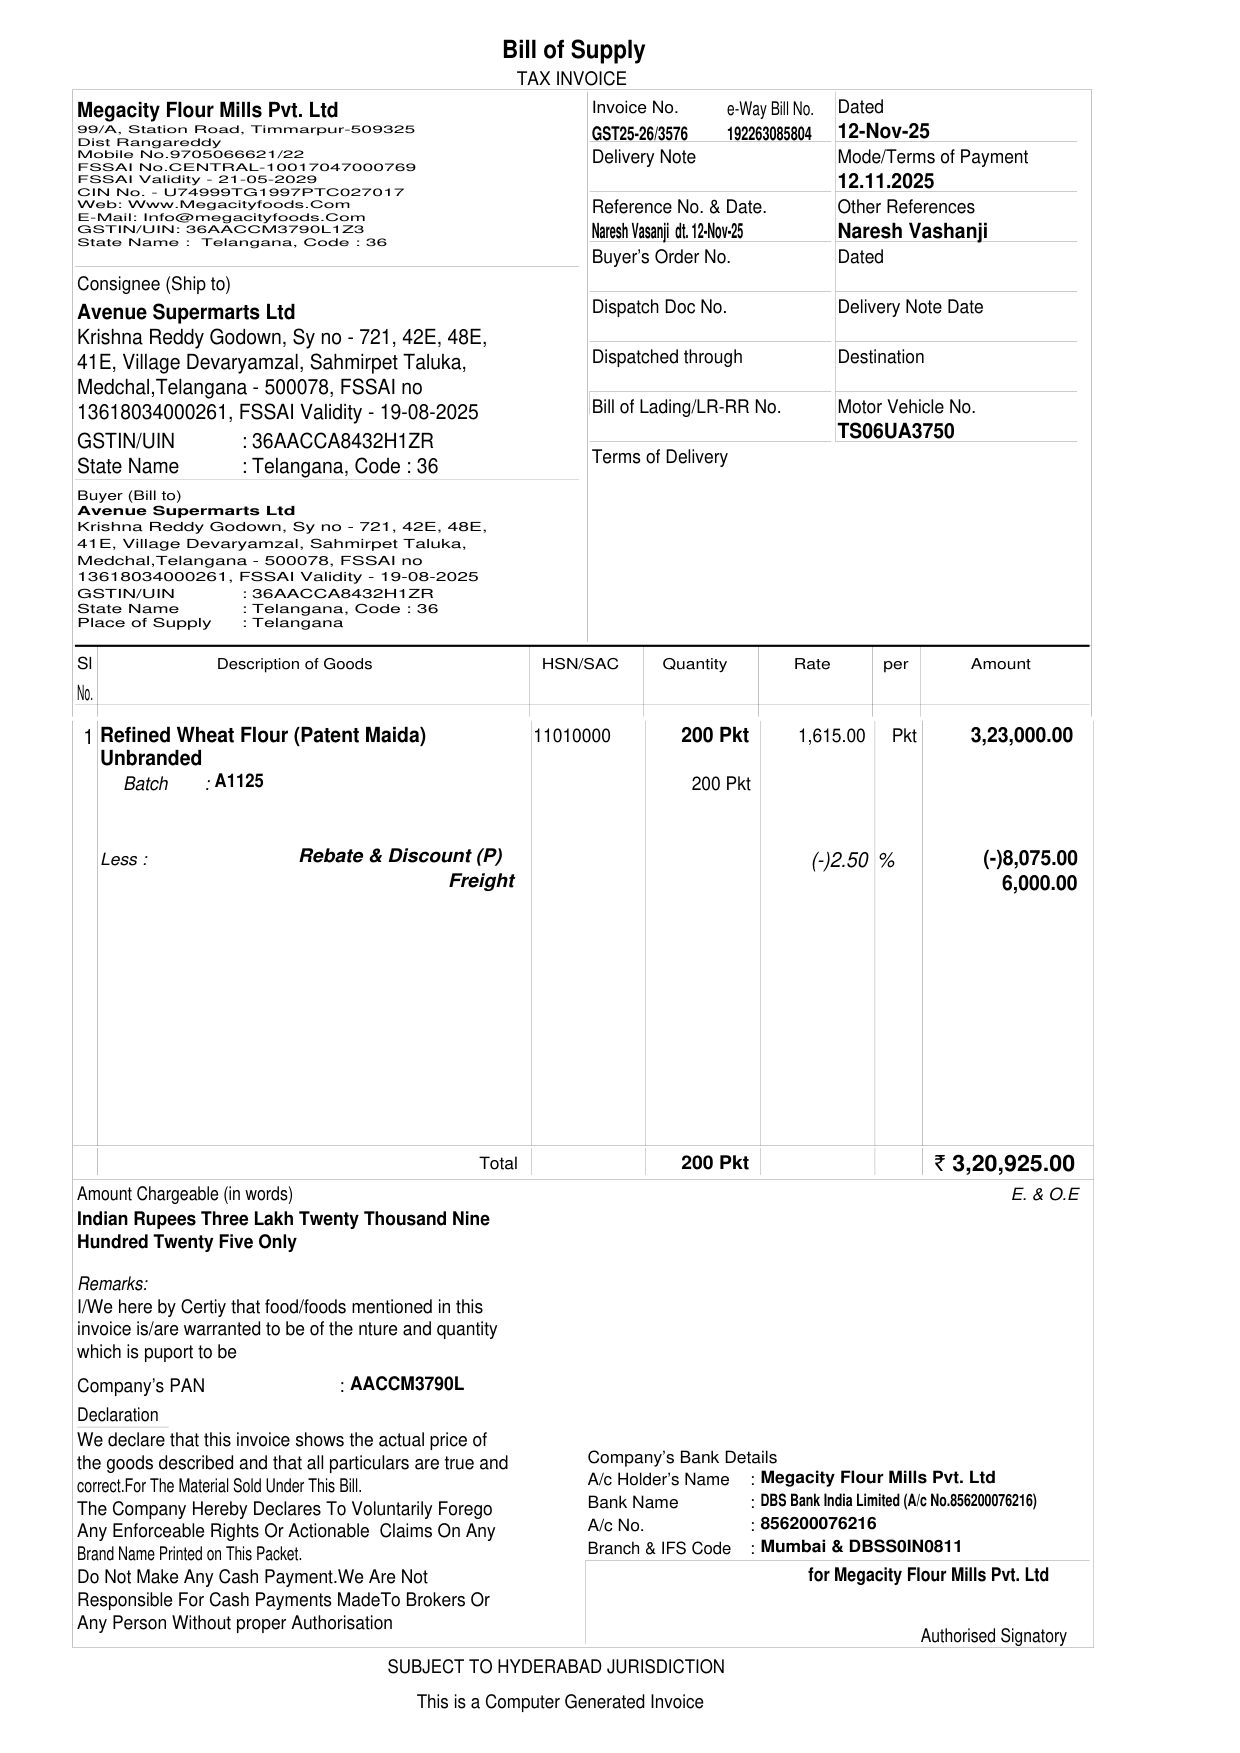 Bill of Supply
TAX INVOICE
Megacity Flour Mills Pvt. Ltd
99/A, Station Road, Timmarpur-509325
Dist Rangareddy
Mobile No.9705066621/22
FSSAI No.CENTRAL-10017047000769
FSSAI Validity - 21-05-2029
CIN No. - U74999TG1997PTC027017
Web: Www.Megacityfoods.Com
E-Mail: Info@megacityfoods.Com
GSTIN/UIN: 36AACCM3790L1Z3
State Name : Telangana, Code : 36
Invoice No. e-Way Bill No. Dated
GST25-26/3576 192263085804 12-Nov-25
Delivery Note Mode/Terms of Payment
12.11.2025
Reference No. & Date. Other References
Naresh Vasanji dt. 12-Nov-25 Naresh Vashanji
Buyer's Order No. Dated
Dispatch Doc No. Delivery Note Date
Dispatched through Destination
Bill of Lading/LR-RR No. Motor Vehicle No.
TS06UA3750
Terms of Delivery
Consignee (Ship to)
Avenue Supermarts Ltd
Krishna Reddy Godown, Sy no - 721, 42E, 48E,
41E, Village Devaryamzal, Sahmirpet Taluka,
Medchal,Telangana - 500078, FSSAI no
13618034000261, FSSAI Validity - 19-08-2025
GSTIN/UIN : 36AACCA8432H1ZR
State Name : Telangana, Code : 36
Buyer (Bill to)
Avenue Supermarts Ltd
Krishna Reddy Godown, Sy no - 721, 42E, 48E,
41E, Village Devaryamzal, Sahmirpet Taluka,
Medchal,Telangana - 500078, FSSAI no
13618034000261, FSSAI Validity - 19-08-2025
GSTIN/UIN : 36AACCA8432H1ZR
State Name : Telangana, Code : 36
Place of Supply : Telangana
Sl Description of Goods HSN/SAC Quantity Rate per Amount
No.
1 Refined Wheat Flour (Patent Maida) 11010000 200 Pkt 1,615.00 Pkt 3,23,000.00
Unbranded
Batch : A1125 200 Pkt
Less : Rebate & Discount (P) (-)2.50 % (-)8,075.00
Freight 6,000.00
Total 200 Pkt ₹ 3,20,925.00
Amount Chargeable (in words) E. & O.E
Indian Rupees Three Lakh Twenty Thousand Nine
Hundred Twenty Five Only
Remarks:
I/We here by Certiy that food/foods mentioned in this
invoice is/are warranted to be of the nture and quantity
which is puport to be
Company's PAN : AACCM3790L
Declaration
We declare that this invoice shows the actual price of
the goods described and that all particulars are true and
correct.For The Material Sold Under This Bill.
The Company Hereby Declares To Voluntarily Forego
Any Enforceable Rights Or Actionable Claims On Any
Brand Name Printed on This Packet.
Do Not Make Any Cash Payment.We Are Not
Responsible For Cash Payments MadeTo Brokers Or
Any Person Without proper Authorisation
Company's Bank Details
A/c Holder's Name : Megacity Flour Mills Pvt. Ltd
Bank Name : DBS Bank India Limited (A/c No.856200076216)
A/c No. : 856200076216
Branch & IFS Code : Mumbai & DBSS0IN0811
for Megacity Flour Mills Pvt. Ltd
Authorised Signatory
SUBJECT TO HYDERABAD JURISDICTION
This is a Computer Generated Invoice